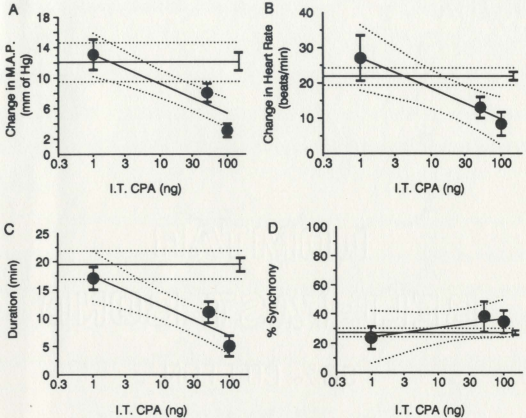 A
Change in M.A.P.
(mm of Hg)
18
16
14
12
10
8
6
4
2
0
0.3 1 3 10 30 100
I.T. CPA (ng)
B
Change in Heart Rate
(beats/min)
40
30
20
10
0
0.3 1 3 10 30 100
I.T. CPA (ng)
C
Duration (min)
25
20
15
10
5
0
0.3 1 3 10 30 100
I.T. CPA (ng)
D
% Synchrony
100
80
60
40
20
0
0.3 1 3 10 30 100
I.T. CPA (ng)